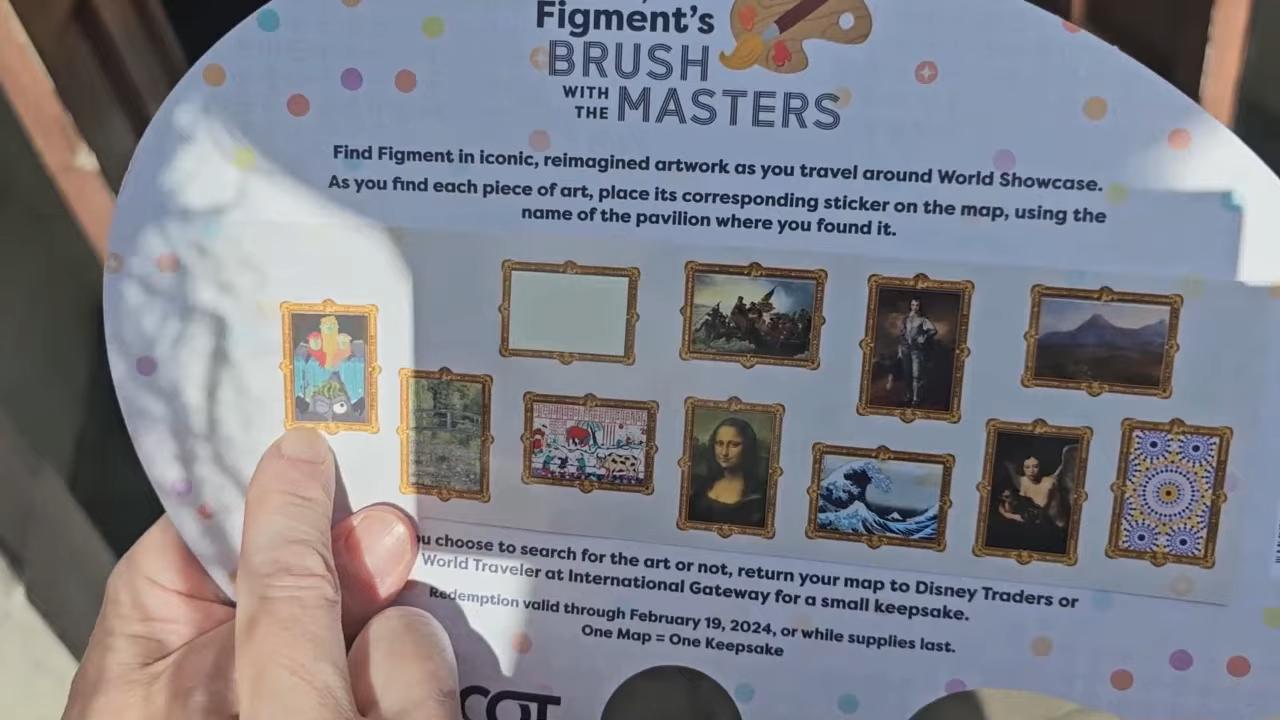 Figment's
BRUSH
WITH THE MASTERS
Find Figment in iconic, reimagined artwork as you travel around World Showcase.
As you find each piece of art, place its corresponding sticker on the map, using the
name of the pavilion where you found it.
u choose to search for the art or not, return your map to Disney Traders or
World Traveler at International Gateway for a small keepsake.
Redemption valid through February 19, 2024, or while supplies last.
One Map = One Keepsake
COT